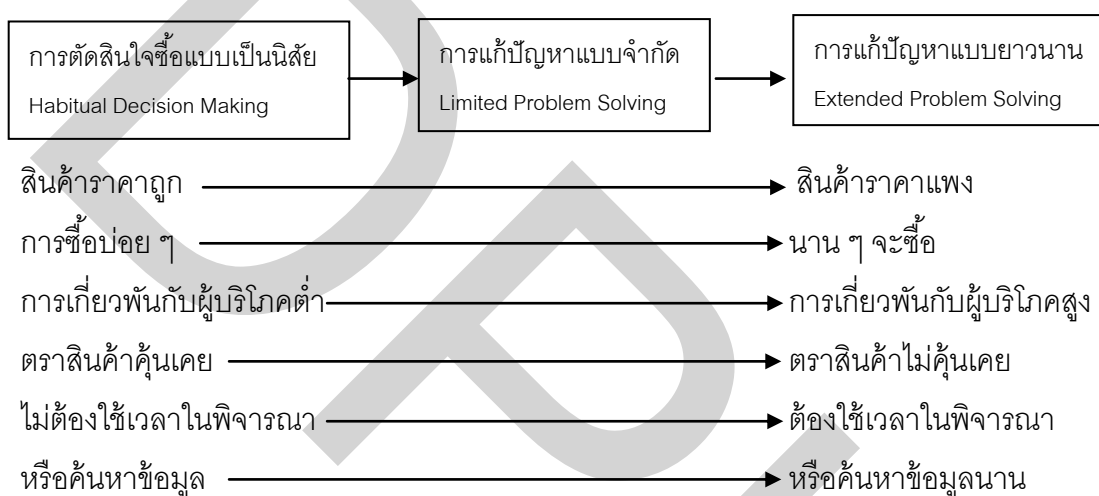 การตัดสินใจซื้อแบบเป็นนิสัย
Habitual Decision Making
การแก้ปัญหาแบบจำกัด
Limited Problem Solving
การแก้ปัญหาแบบยาวนาน
Extended Problem Solving
สินค้าราคาถูก สินค้าราคาแพง
การซื้อบ่อย ๆ นาน ๆ จะซื้อ
การเกี่ยวพันกับผู้บริโภคต่ำ การเกี่ยวพันกับผู้บริโภคสูง
ตราสินค้าคุ้นเคย ตราสินค้าไม่คุ้นเคย
ไม่ต้องใช้เวลาในพิจารณา ต้องใช้เวลาในพิจารณา
หรือค้นหาข้อมูล หรือค้นหาข้อมูลนาน